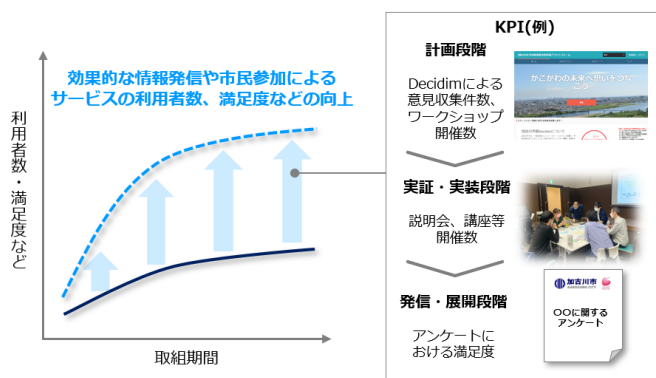 効果的な情報発信や市民参加による
サービスの利用者数、満足度などの向上
利用者数・満足度など
取組期間
KPI(例)
計画段階
Decidimによる
意見収集件数、
ワークショップ
開催数
かこがわの未来へ想いをつなごう
実証・実装段階
説明会、講座等
開催数
発信・展開段階
アンケートに
おける満足度
加古川市
KAKOGAWA CITY
〇〇に関する
アンケート